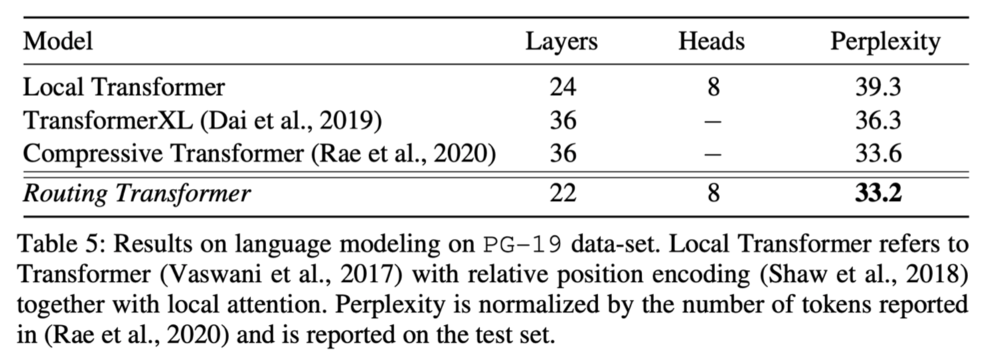 Model Layers Heads Perplexity
Local Transformer 24 8 39.3
TransformerXL (Dai et al., 2019) 36 – 36.3
Compressive Transformer (Rae et al., 2020) 36 – 33.6
Routing Transformer 22 8 33.2
Table 5: Results on language modeling on PG-19 data-set. Local Transformer refers to
Transformer (Vaswani et al., 2017) with relative position encoding (Shaw et al., 2018)
together with local attention. Perplexity is normalized by the number of tokens reported
in (Rae et al., 2020) and is reported on the test set.